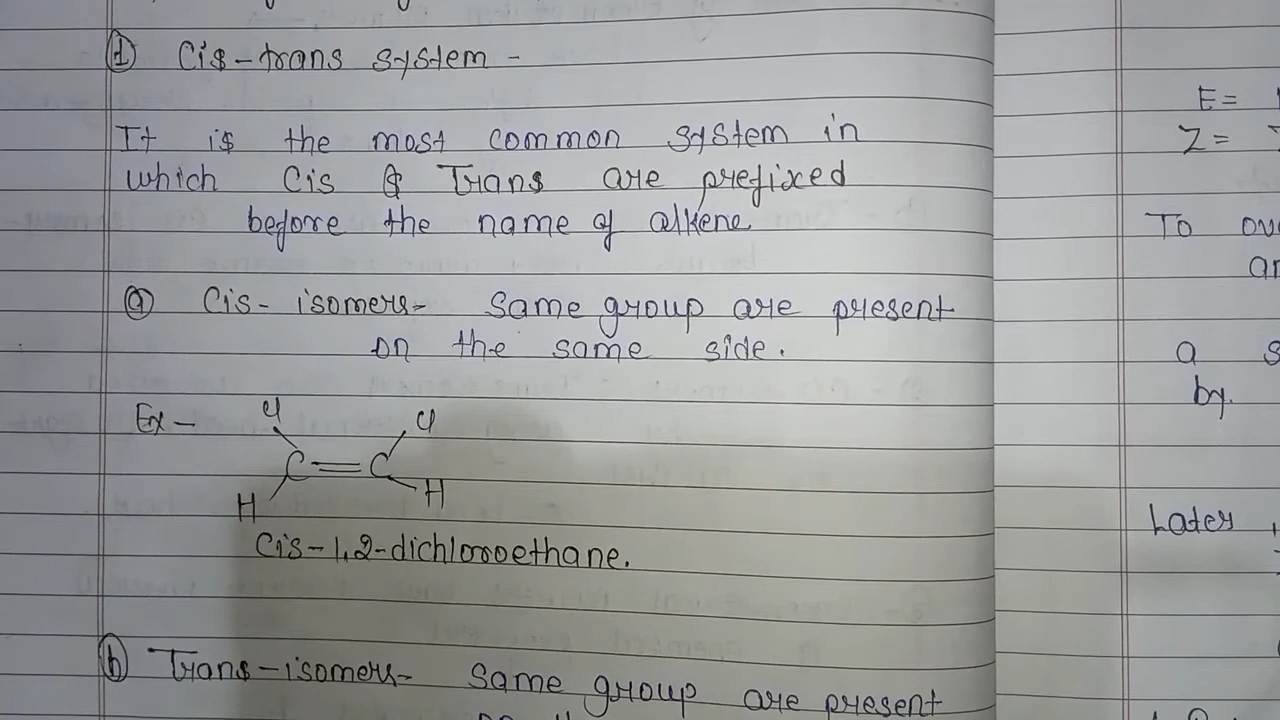 ① Cis-trans system -
It is the most common system in
which Cis & Trans are prefixed
before the name of alkene
ⓐ Cis- isomers- Same group are present
on the same side.
Ex - Cl Cl
C=C
H H
Cis-1,2-dichloroethane.
ⓑ Trans-isomers- Same group are present
E=
Z=
To
a
by.
Later